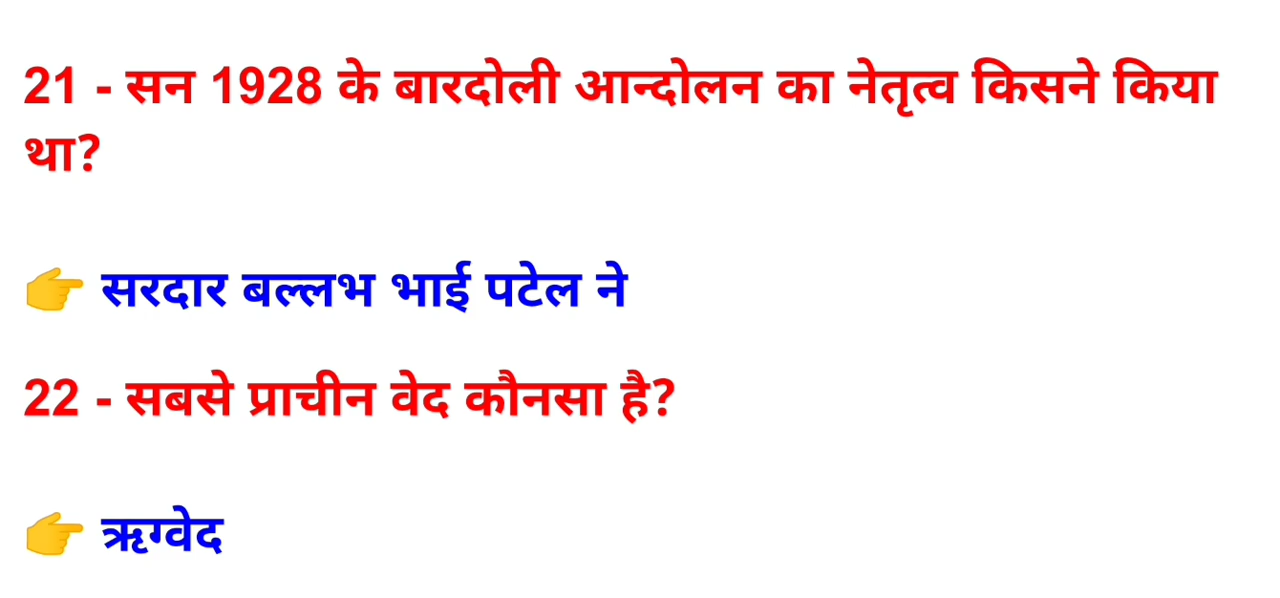 21 - सन 1928 के बारदोली आन्दोलन का नेतृत्व किसने किया
था?
👉 सरदार बल्लभ भाई पटेल ने
22 - सबसे प्राचीन वेद कौनसा है?
👉 ऋग्वेद